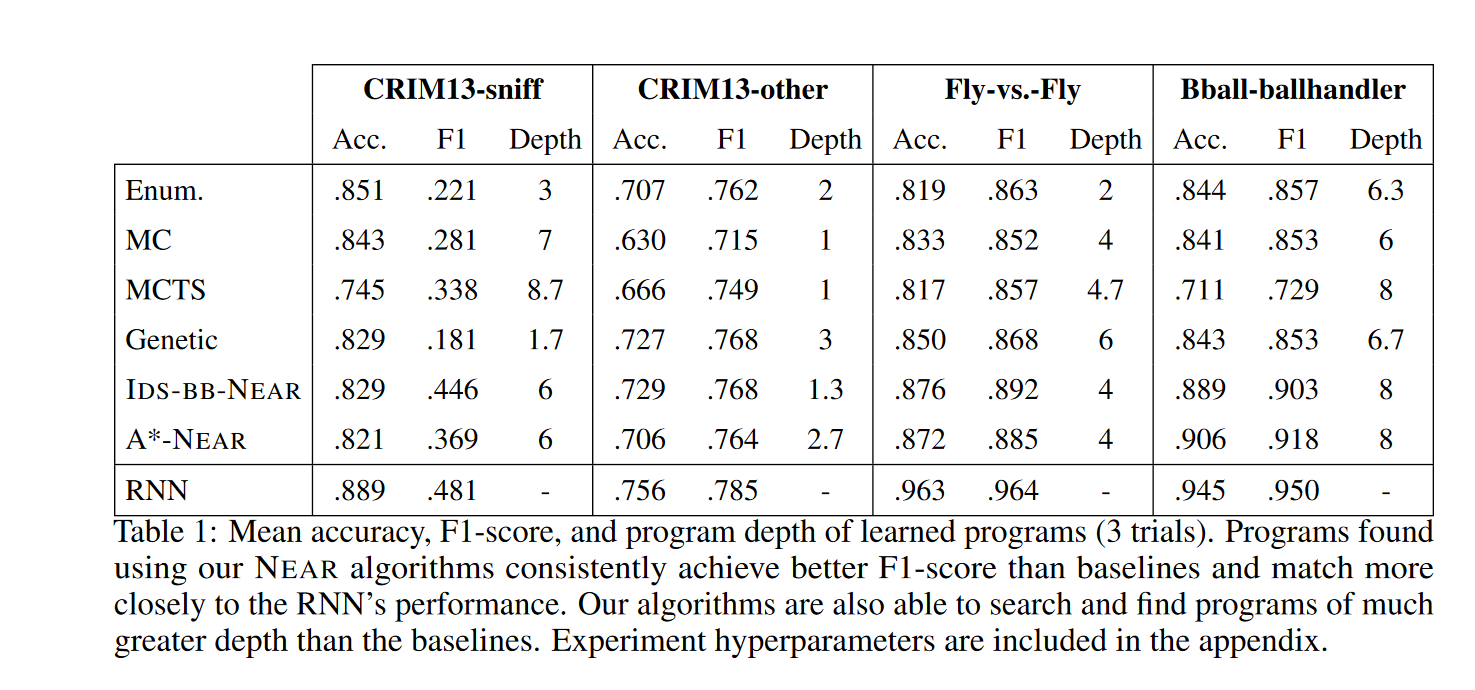 CRIM13-sniff CRIM13-other Fly-vs.-Fly Bball-ballhandler
Acc. F1 Depth Acc. F1 Depth Acc. F1 Depth Acc. F1 Depth
Enum. .851 .221 3 .707 .762 2 .819 .863 2 .844 .857 6.3
MC .843 .281 7 .630 .715 1 .833 .852 4 .841 .853 6
MCTS .745 .338 8.7 .666 .749 1 .817 .857 4.7 .711 .729 8
Genetic .829 .181 1.7 .727 .768 3 .850 .868 6 .843 .853 6.7
IDS-BB-NEAR .829 .446 6 .729 .768 1.3 .876 .892 4 .889 .903 8
A*-NEAR .821 .369 6 .706 .764 2.7 .872 .885 4 .906 .918 8
RNN .889 .481 - .756 .785 - .963 .964 - .945 .950 -
Table 1: Mean accuracy, F1-score, and program depth of learned programs (3 trials). Programs found
using our NEAR algorithms consistently achieve better F1-score than baselines and match more
closely to the RNN's performance. Our algorithms are also able to search and find programs of much
greater depth than the baselines. Experiment hyperparameters are included in the appendix.